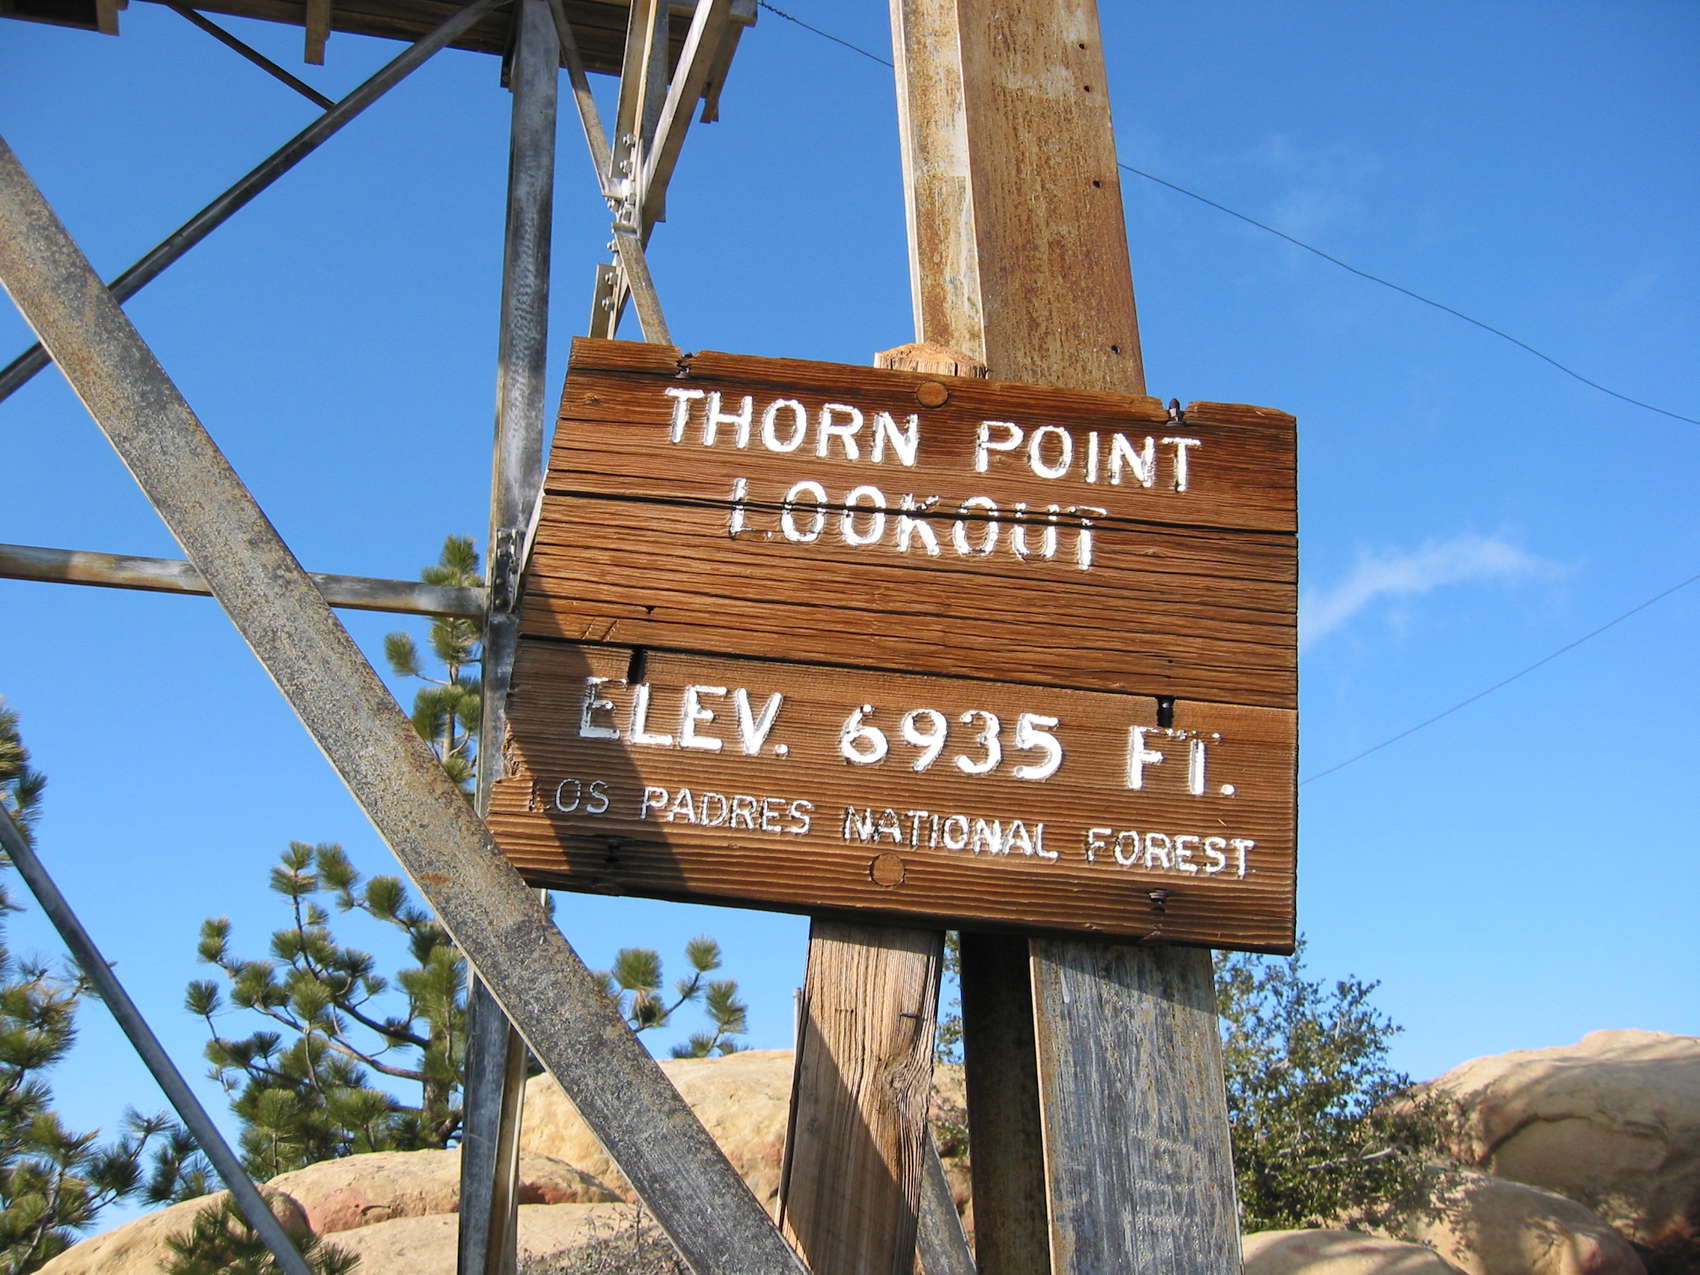 THORN POINT
LOOKOUT
ELEV. 6935 FT.
LOS PADRES NATIONAL FOREST